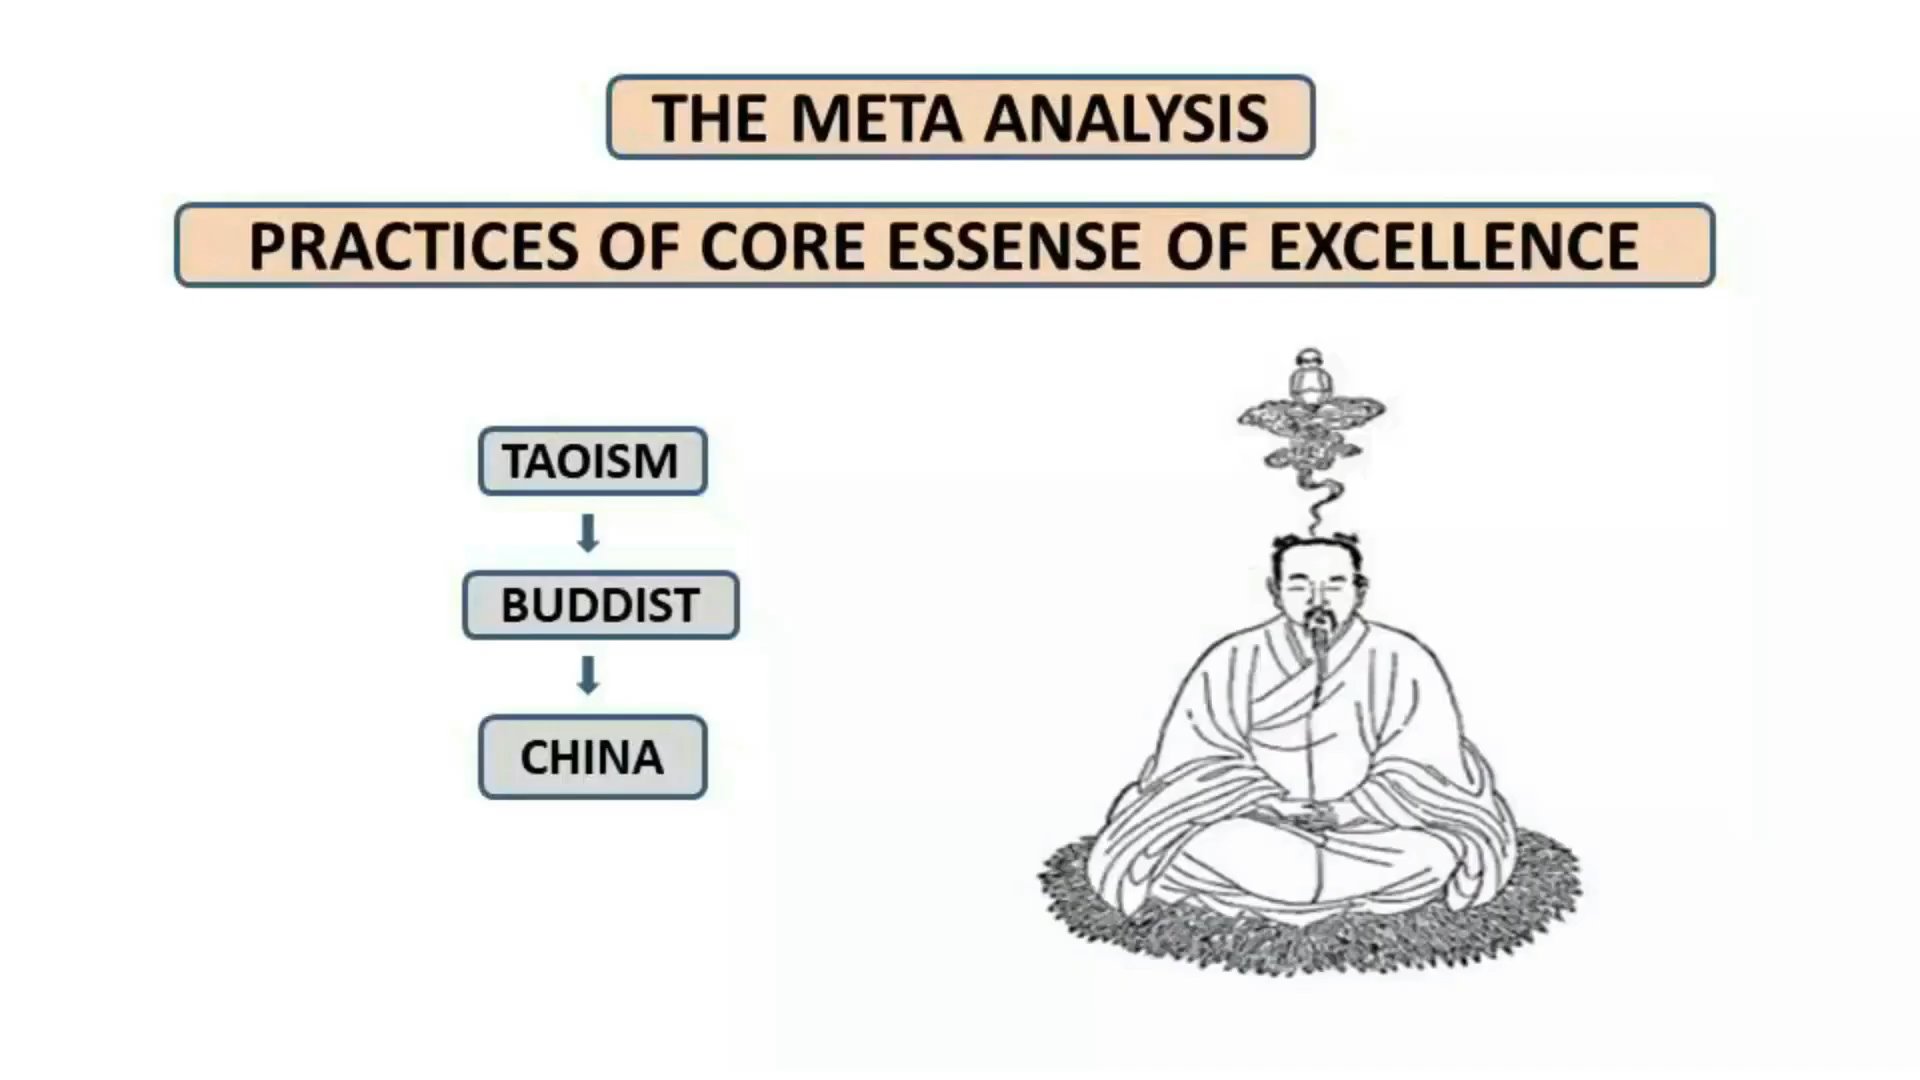 THE META ANALYSIS
PRACTICES OF CORE ESSENSE OF EXCELLENCE
TAOISM
BUDDIST
CHINA